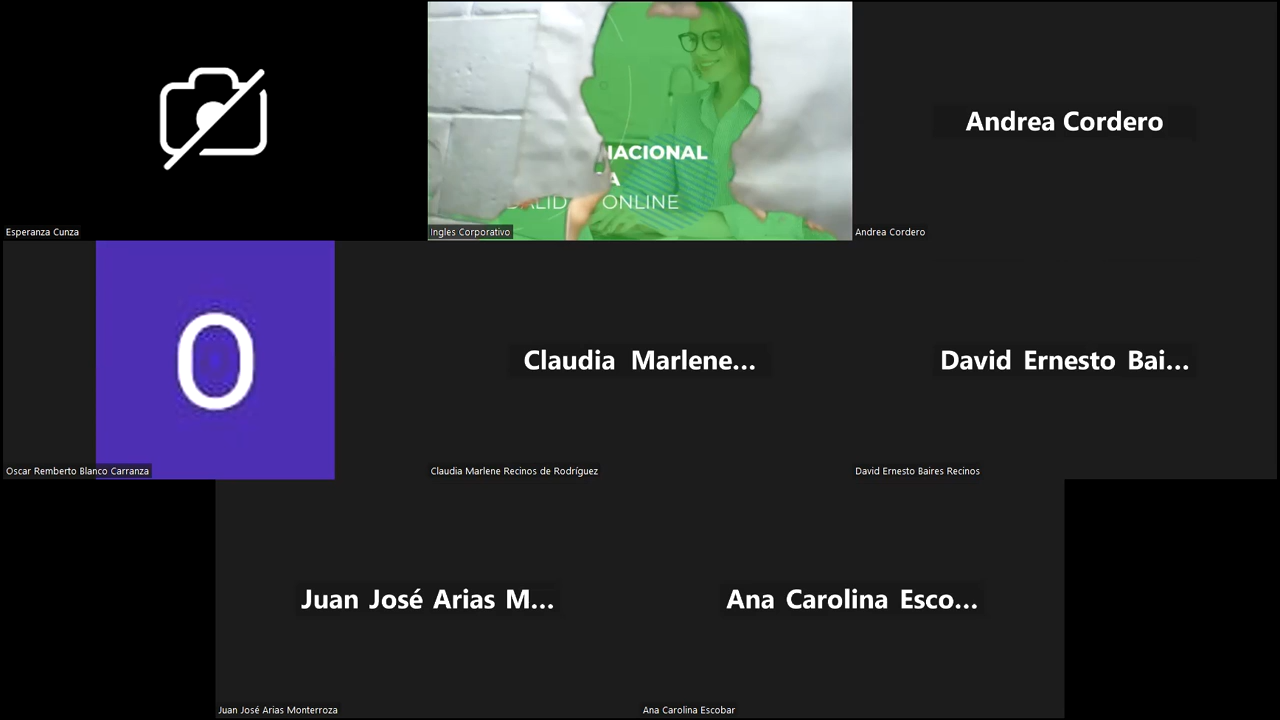 IACIONAL
A
ALID ONLINE
Andrea Cordero
Esperanza Cunza
Ingles Corporativo
Andrea Cordero
O
Claudia Marlene...
David Ernesto Bai...
Oscar Remberto Blanco Carranza
Claudia Marlene Recinos de Rodríguez
David Ernesto Baires Recinos
Juan José Arias M...
Ana Carolina Esco...
Juan José Arias Monterroza
Ana Carolina Escobar